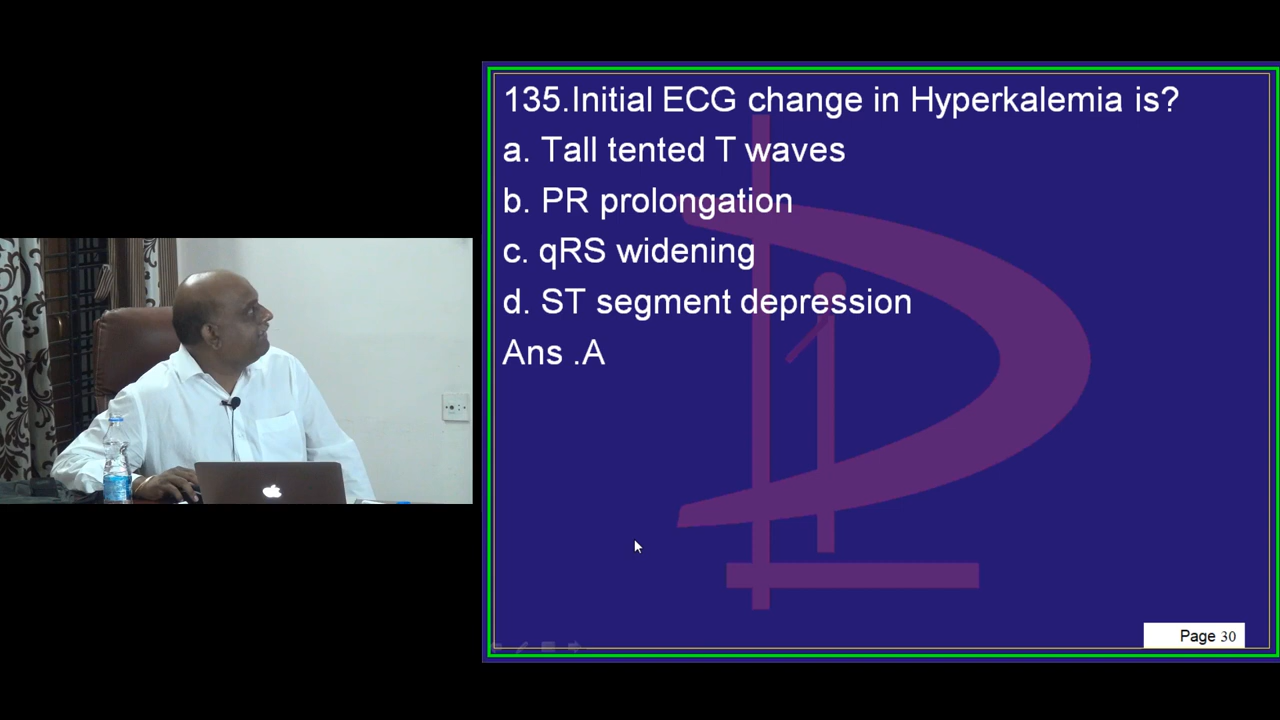 135.Initial ECG change in Hyperkalemia is?
a. Tall tented T waves
b. PR prolongation
c. qRS widening
d. ST segment depression
Ans .A
Page 30